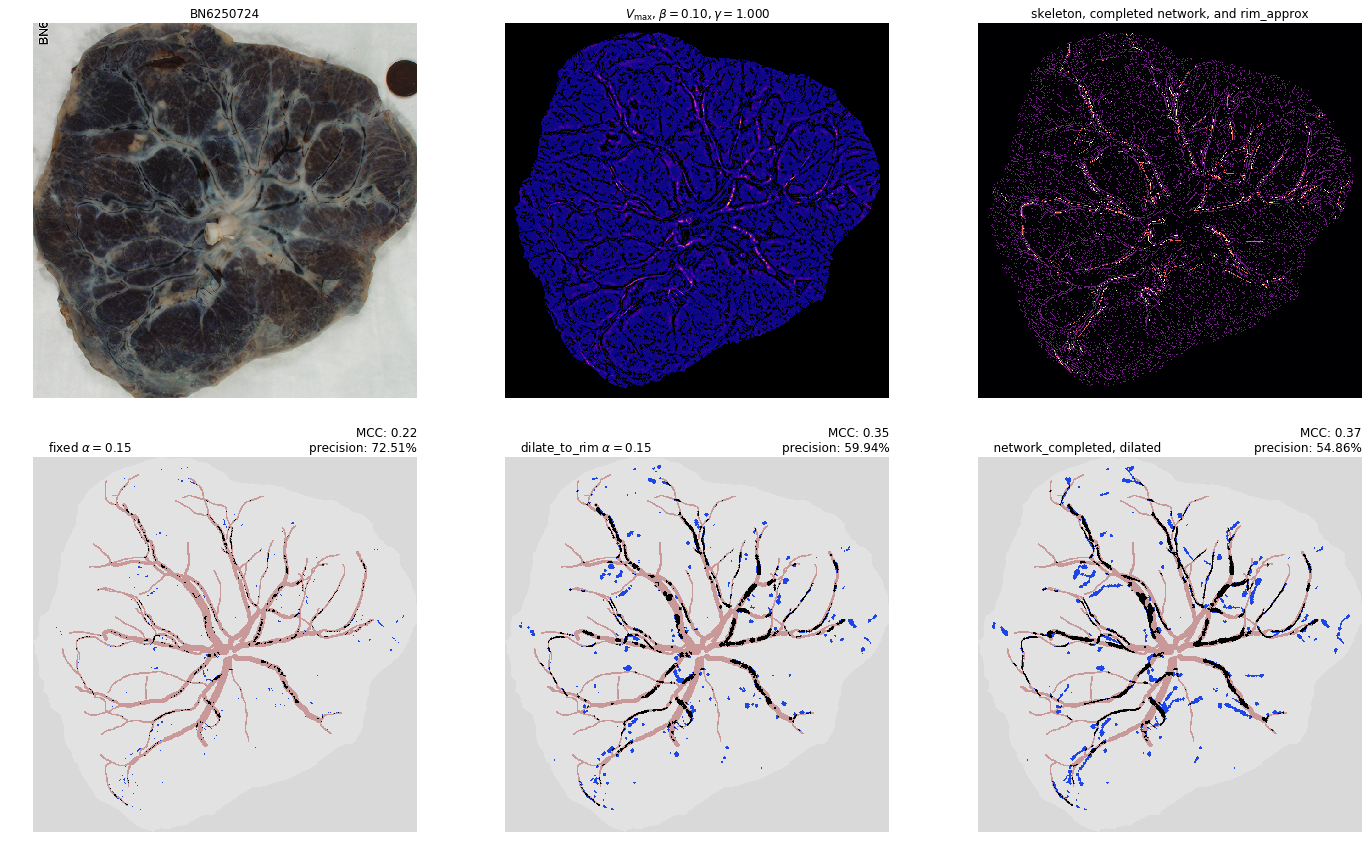 BN6250724
V_max, β = 0.10, γ = 1.000
skeleton, completed network, and rim_approx
BN6
fixed α = 0.15
MCC: 0.22
precision: 72.51%
dilate_to_rim α = 0.15
MCC: 0.35
precision: 59.94%
network_completed, dilated
MCC: 0.37
precision: 54.86%